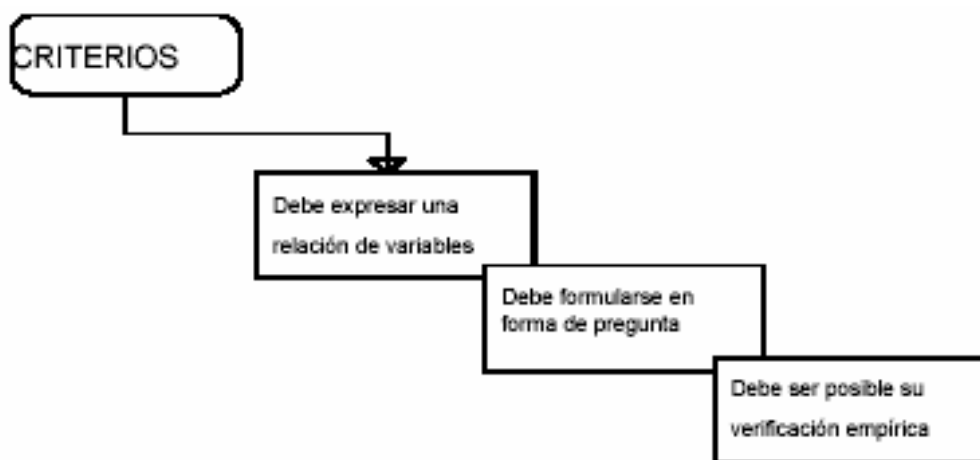 CRITERIOS
Debe expresar una
relación de variables
Debe formularse en
forma de pregunta
Debe ser posible su
verificación empírica